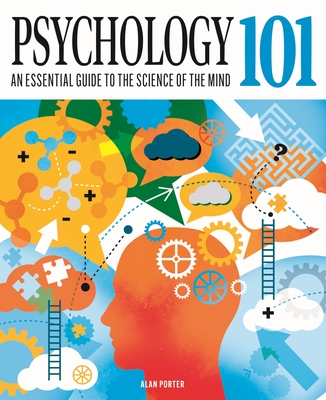 PSYCHOLOGY 101
AN ESSENTIAL GUIDE TO THE SCIENCE OF THE MIND
+
-
?
+
-
ALAN PORTER